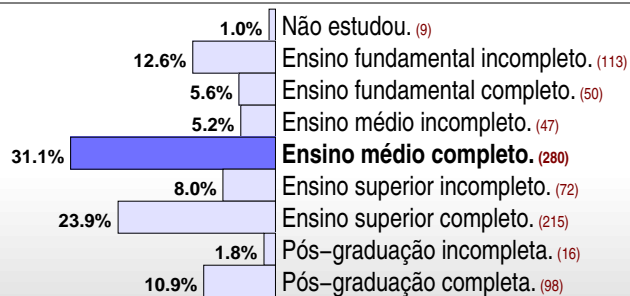 1.0% Não estudou. (9)
12.6% Ensino fundamental incompleto. (113)
5.6% Ensino fundamental completo. (50)
5.2% Ensino médio incompleto. (47)
31.1% Ensino médio completo. (280)
8.0% Ensino superior incompleto. (72)
23.9% Ensino superior completo. (215)
1.8% Pós−graduação incompleta. (16)
10.9% Pós−graduação completa. (98)